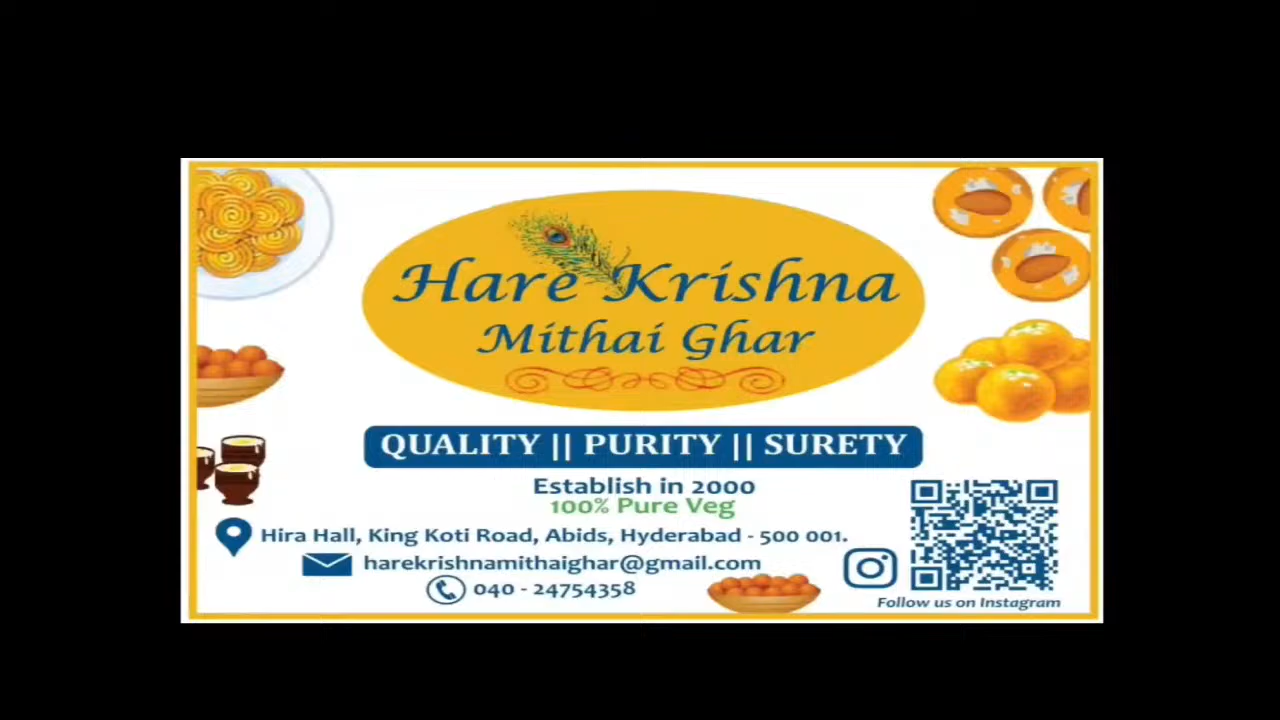 Hare Krishna
Mithai Ghar
QUALITY || PURITY || SURETY
Establish in 2000
100% Pure Veg
Hira Hall, King Koti Road, Abids, Hyderabad - 500 001.
harekrishnamithaighar@gmail.com
040 - 24754358
Follow us on Instagram